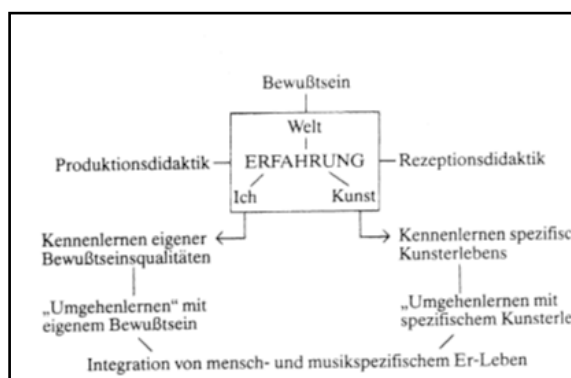 Bewußtsein
Welt
Produktionsdidaktik ERFAHRUNG Rezeptionsdidaktik
Ich Kunst
Kennenlernen eigener
Bewußtseinsqualitäten
Kennenlernen spezifisc
Kunsterlebens
„Umgehenlernen“ mit
eigenem Bewußtsein
„Umgehenlernen mit
spezifischem Kunsterle
Integration von mensch- und musikspezifischem Er-Leben